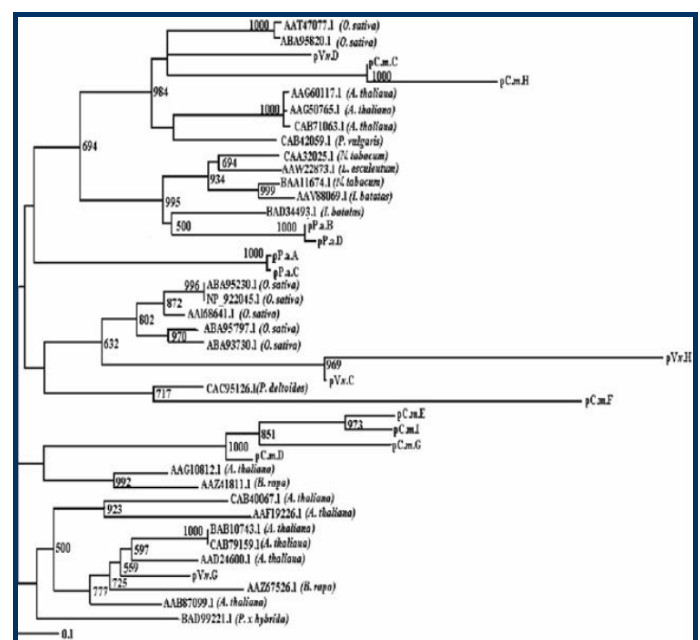 1000 AAT47077.1 (O. sativa)
ABA95820.1 (O. sativa)
pVv.D
pC.m.C
1000
pC.m.H
984
AAG60117.1 (A. thaliana)
1000 AAG50765.1 (A. thaliana)
CAB71063.1 (A. thaliana)
CAB42059.1 (P. vulgaris)
694
CAA32025.1 (N. tabacum)
694
AAW22873.1 (L. esculentum)
934
BAA11674.1 (N. tabacum)
999
AAV88069.1 (I. batatas)
995
BAD34493.1 (I. batatas)
500
1000 pP.a.B
pP.a.D
1000 pP.a.A
pP.a.C
996 ABA95230.1 (O. sativa)
NP_922045.1 (O. sativa)
872
AAl68641.1 (O. sativa)
802
ABA95797.1 (O. sativa)
970
ABA93730.1 (O. sativa)
632
969
pVv.H
pVv.C
CAC95126.1 (P. deltoides)
717
pC.m.F
pC.m.E
973
pC.m.I
851
pC.m.G
1000
pC.m.D
AAG10812.1 (A. thaliana)
992
AAZ41811.1 (B. rapa)
CAB40067.1 (A. thaliana)
923
AAF19226.1 (A. thaliana)
BAB10743.1 (A. thaliana)
1000
CAB79159.1 (A. thaliana)
500
597
AAD24600.1 (A. thaliana)
559
pVv.G
725
AAZ67526.1 (B. rapa)
777
AAB87099.1 (A. thaliana)
BAD99221.1 (P. x hybrida)
0.1